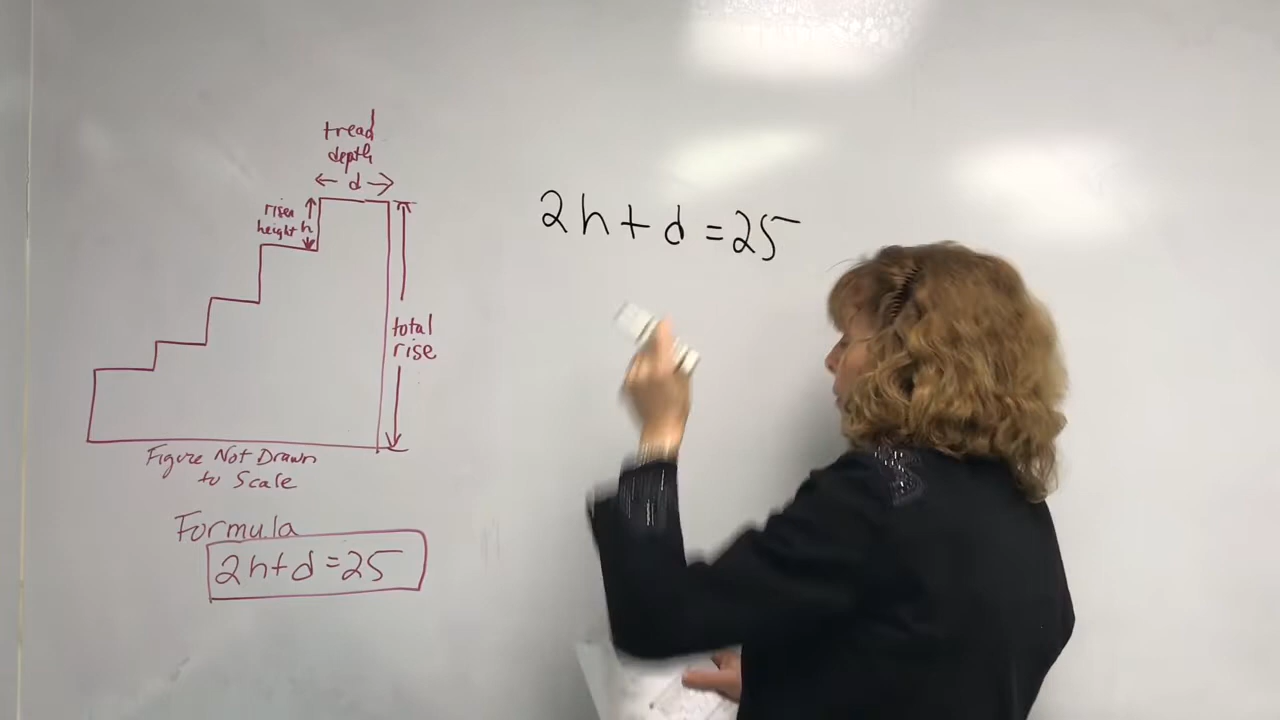 tread
depth
d
riser
height h
total
rise
Figure Not Drawn
to Scale
Formula
2h+d=25
2h+d=25